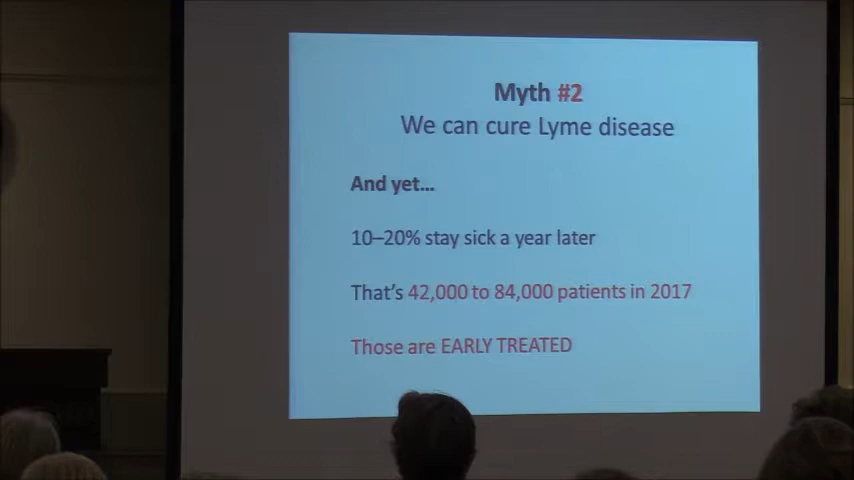 Myth #2
We can cure Lyme disease
And yet...
10–20% stay sick a year later
That's 42,000 to 84,000 patients in 2017
Those are EARLY TREATED